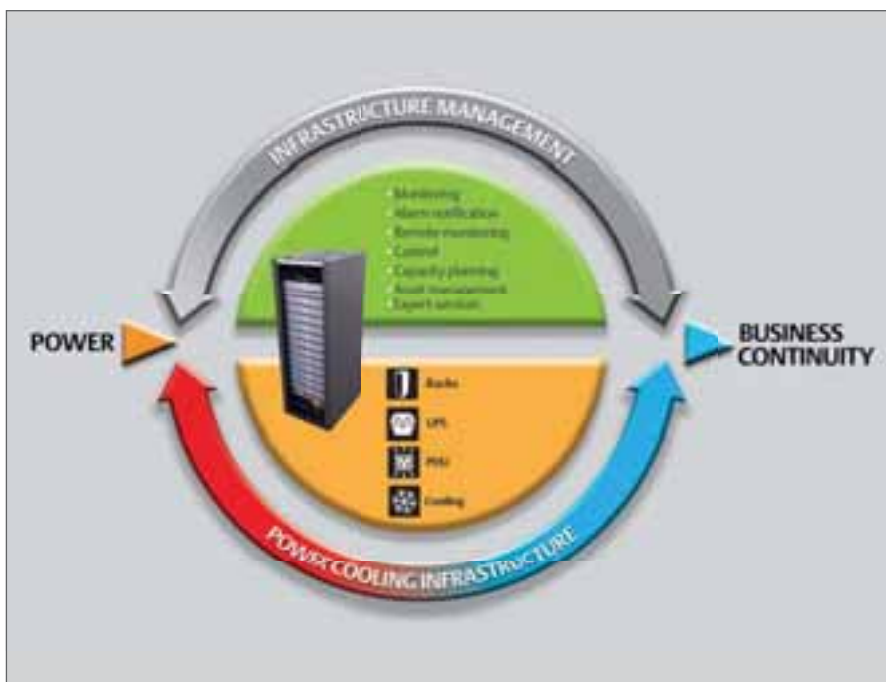 INFRASTRUCTURE MANAGEMENT
• Monitoring
• Alarm notification
• Remote monitoring
• Control
• Capacity planning
• Asset management
• Expert services
POWER
BUSINESS
CONTINUITY
Racks
UPS
PDU
Cooling
POWER COOLING INFRASTRUCTURE